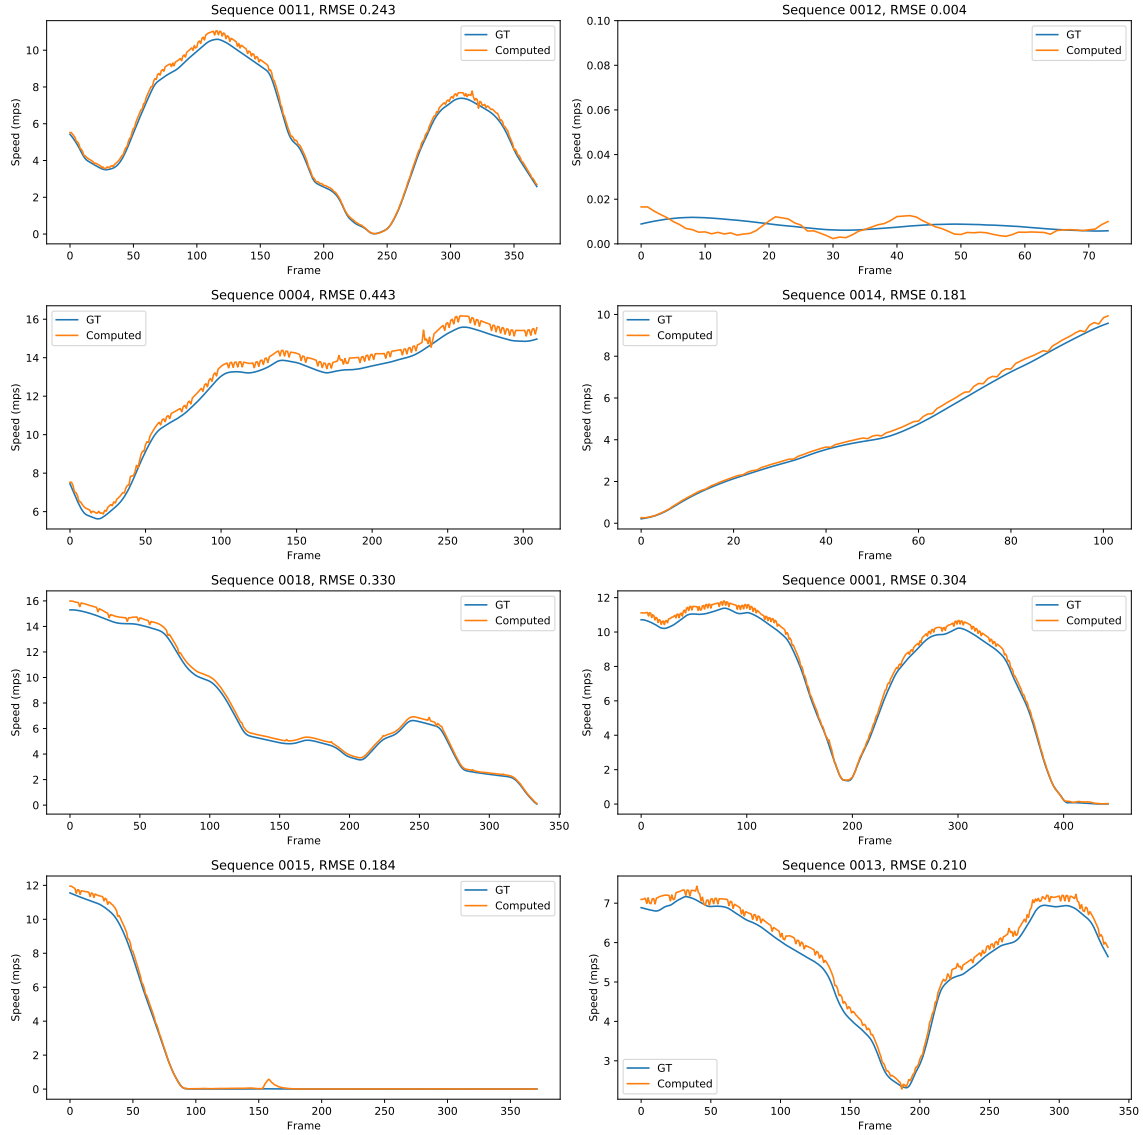 Sequence 0011, RMSE 0.243
Speed (mps)
10
8
6
4
2
0
GT
Computed
0 50 100 150 200 250 300 350
Frame
Sequence 0012, RMSE 0.004
Speed (mps)
0.10
0.08
0.06
0.04
0.02
0.00
GT
Computed
0 10 20 30 40 50 60 70
Frame
Sequence 0004, RMSE 0.443
Speed (mps)
16
14
12
10
8
6
GT
Computed
0 50 100 150 200 250 300
Frame
Sequence 0014, RMSE 0.181
Speed (mps)
10
8
6
4
2
0
GT
Computed
0 20 40 60 80 100
Frame
Sequence 0018, RMSE 0.330
Speed (mps)
16
14
12
10
8
6
4
2
0
GT
Computed
0 50 100 150 200 250 300 350
Frame
Sequence 0001, RMSE 0.304
Speed (mps)
12
10
8
6
4
2
0
GT
Computed
0 100 200 300 400
Frame
Sequence 0015, RMSE 0.184
Speed (mps)
12
10
8
6
4
2
0
GT
Computed
0 50 100 150 200 250 300 350
Frame
Sequence 0013, RMSE 0.210
Speed (mps)
7
6
5
4
3
GT
Computed
0 50 100 150 200 250 300 350
Frame